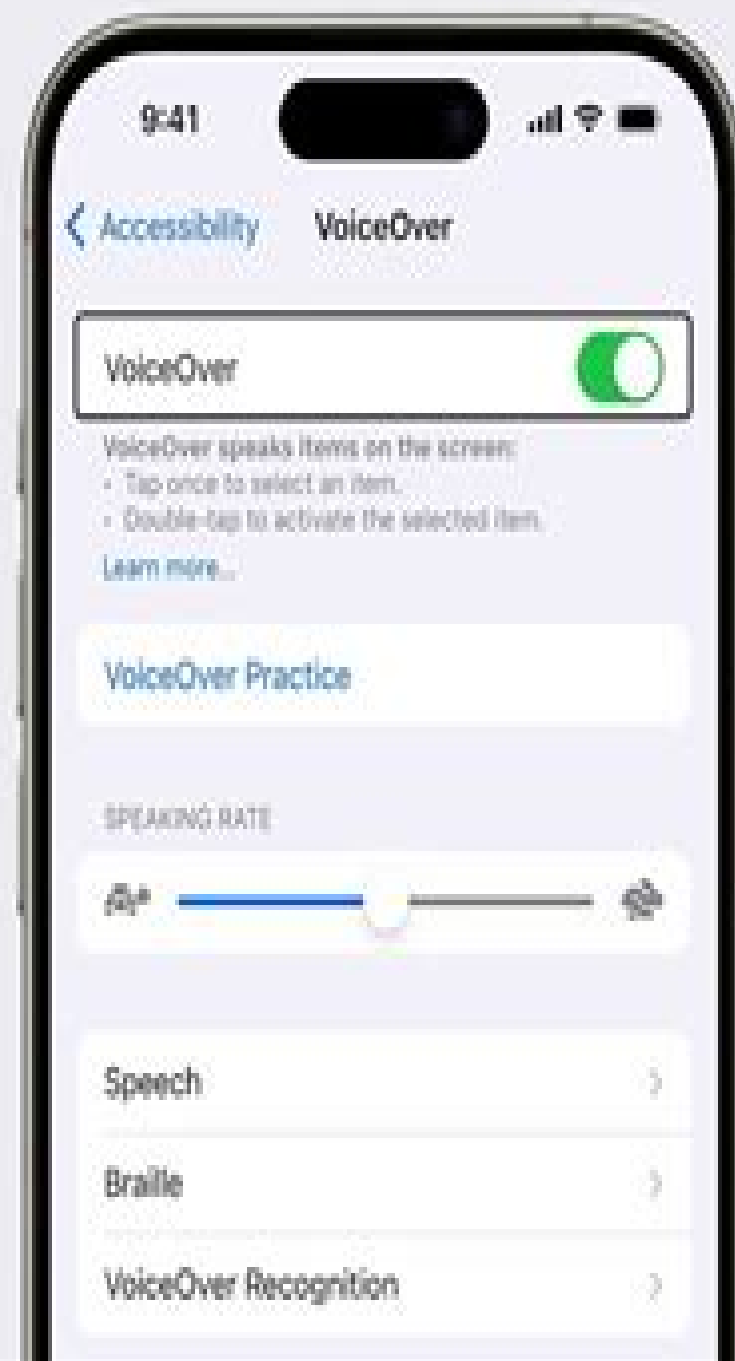 9:41
Accessibility VoiceOver
VoiceOver
VoiceOver speaks items on the screen:
• Tap once to select an item.
• Double-tap to activate the selected item.
Learn more...
VoiceOver Practice
SPEAKING RATE
Speech
Braille
VoiceOver Recognition